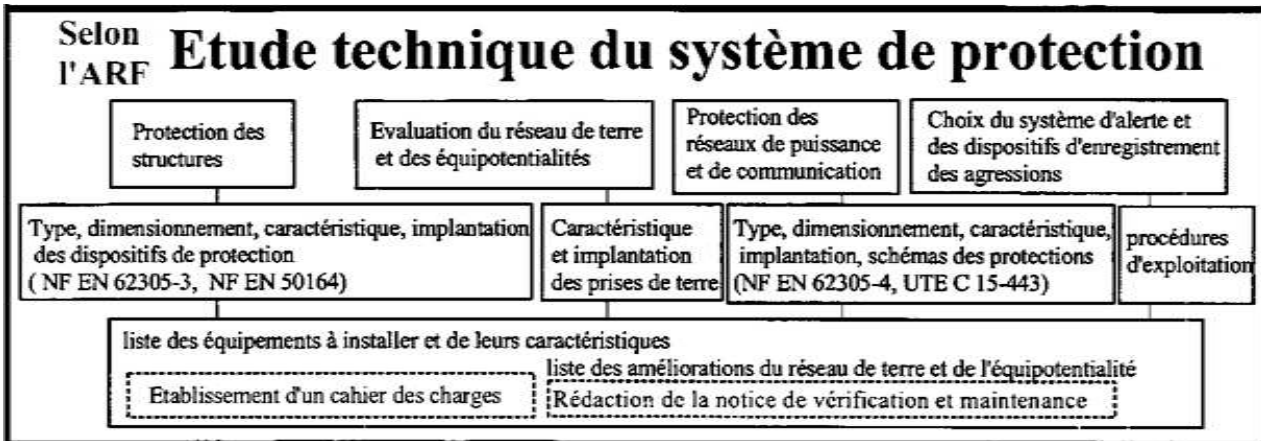 Selon
l'ARF
Etude technique du système de protection
Protection des
structures
Evaluation du réseau de terre
et des équipotentialités
Protection des
réseaux de puissance
et de communication
Choix du système d'alerte et
des dispositifs d'enregistrement
des agressions
Type, dimensionnement, caractéristique, implantation
des dispositifs de protection
( NF EN 62305-3, NF EN 50164)
Caractéristique
et implantation
des prises de terre
Type, dimensionnement, caractéristique,
implantation, schémas des protections
(NF EN 62305-4, UTE C 15-443)
procédures
d'exploitation
liste des équipements à installer et de leurs caractéristiques
liste des améliorations du réseau de terre et de l'équipotentialité
Etablissement d'un cahier des charges
Rédaction de la notice de vérification et maintenance